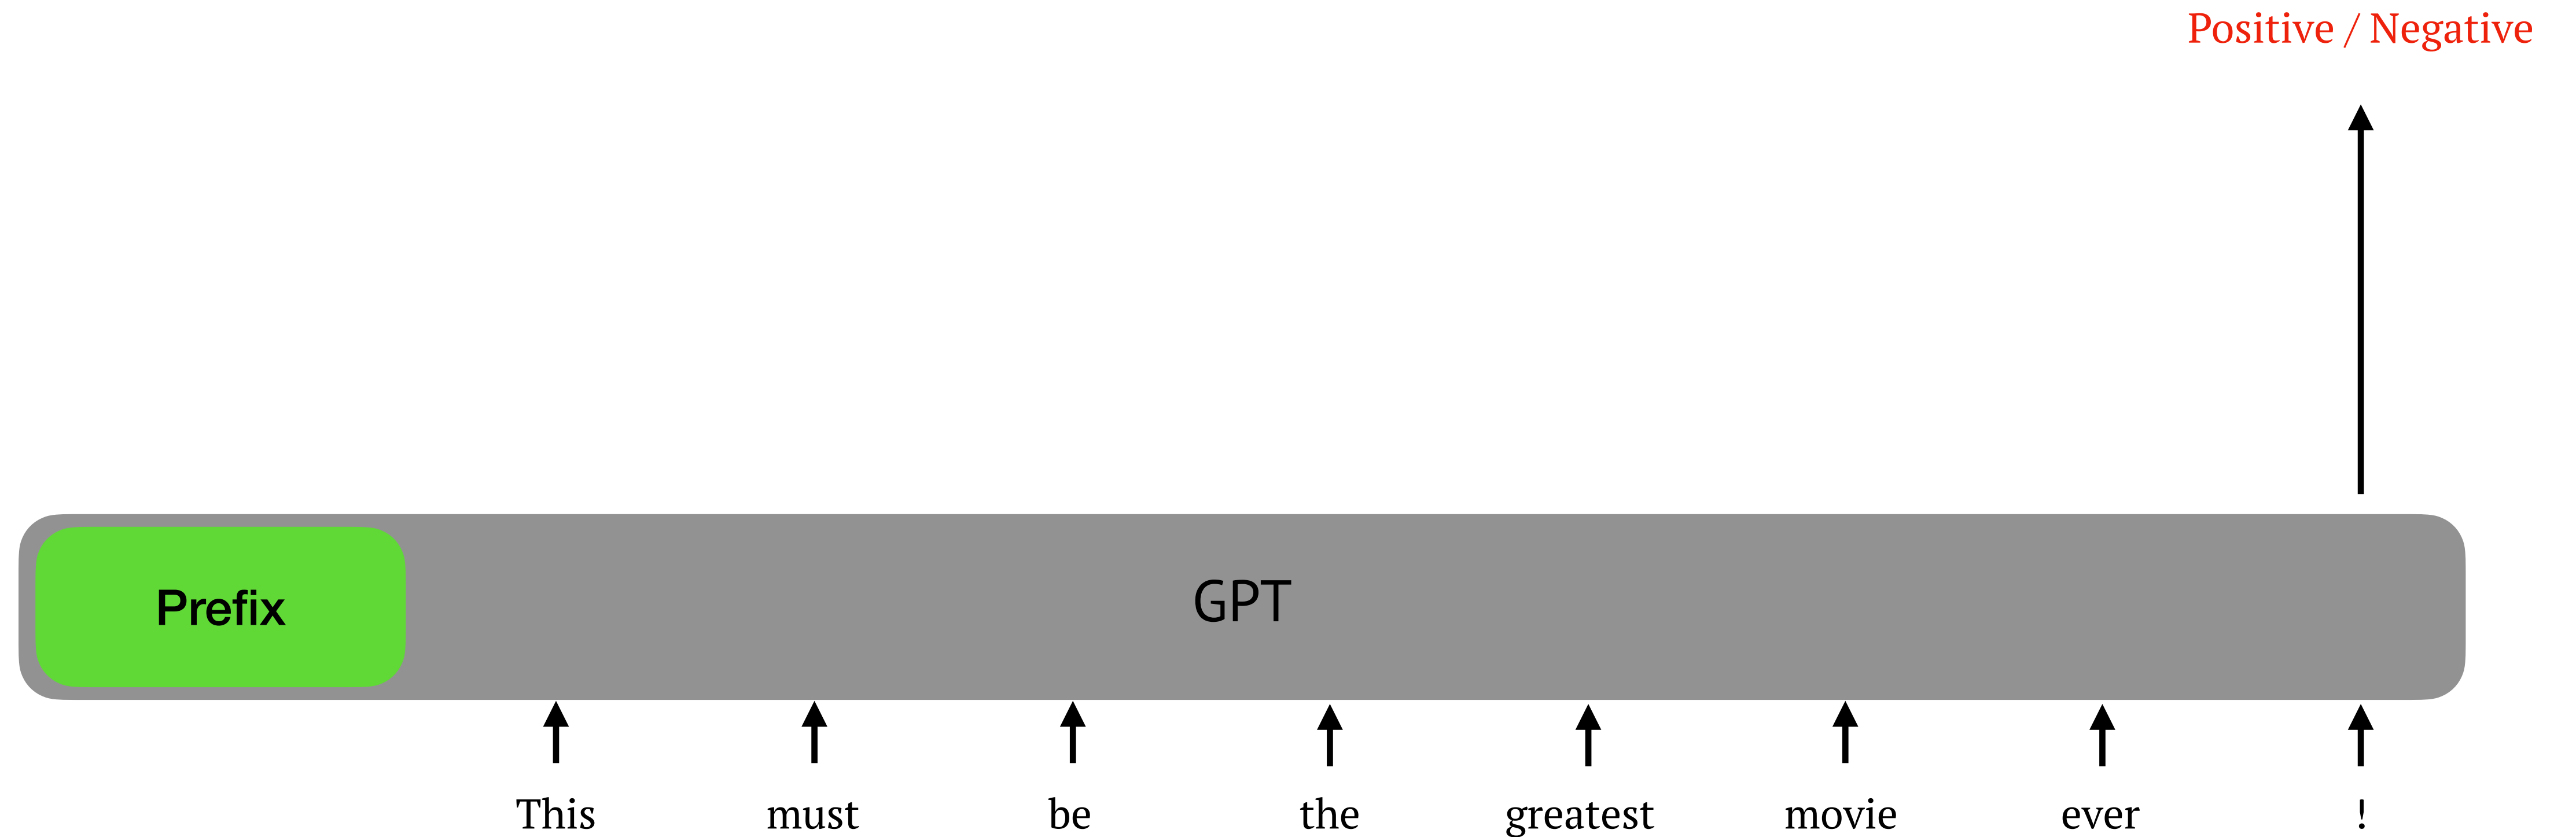 Positive / Negative
Prefix
GPT
This must be the greatest movie ever !